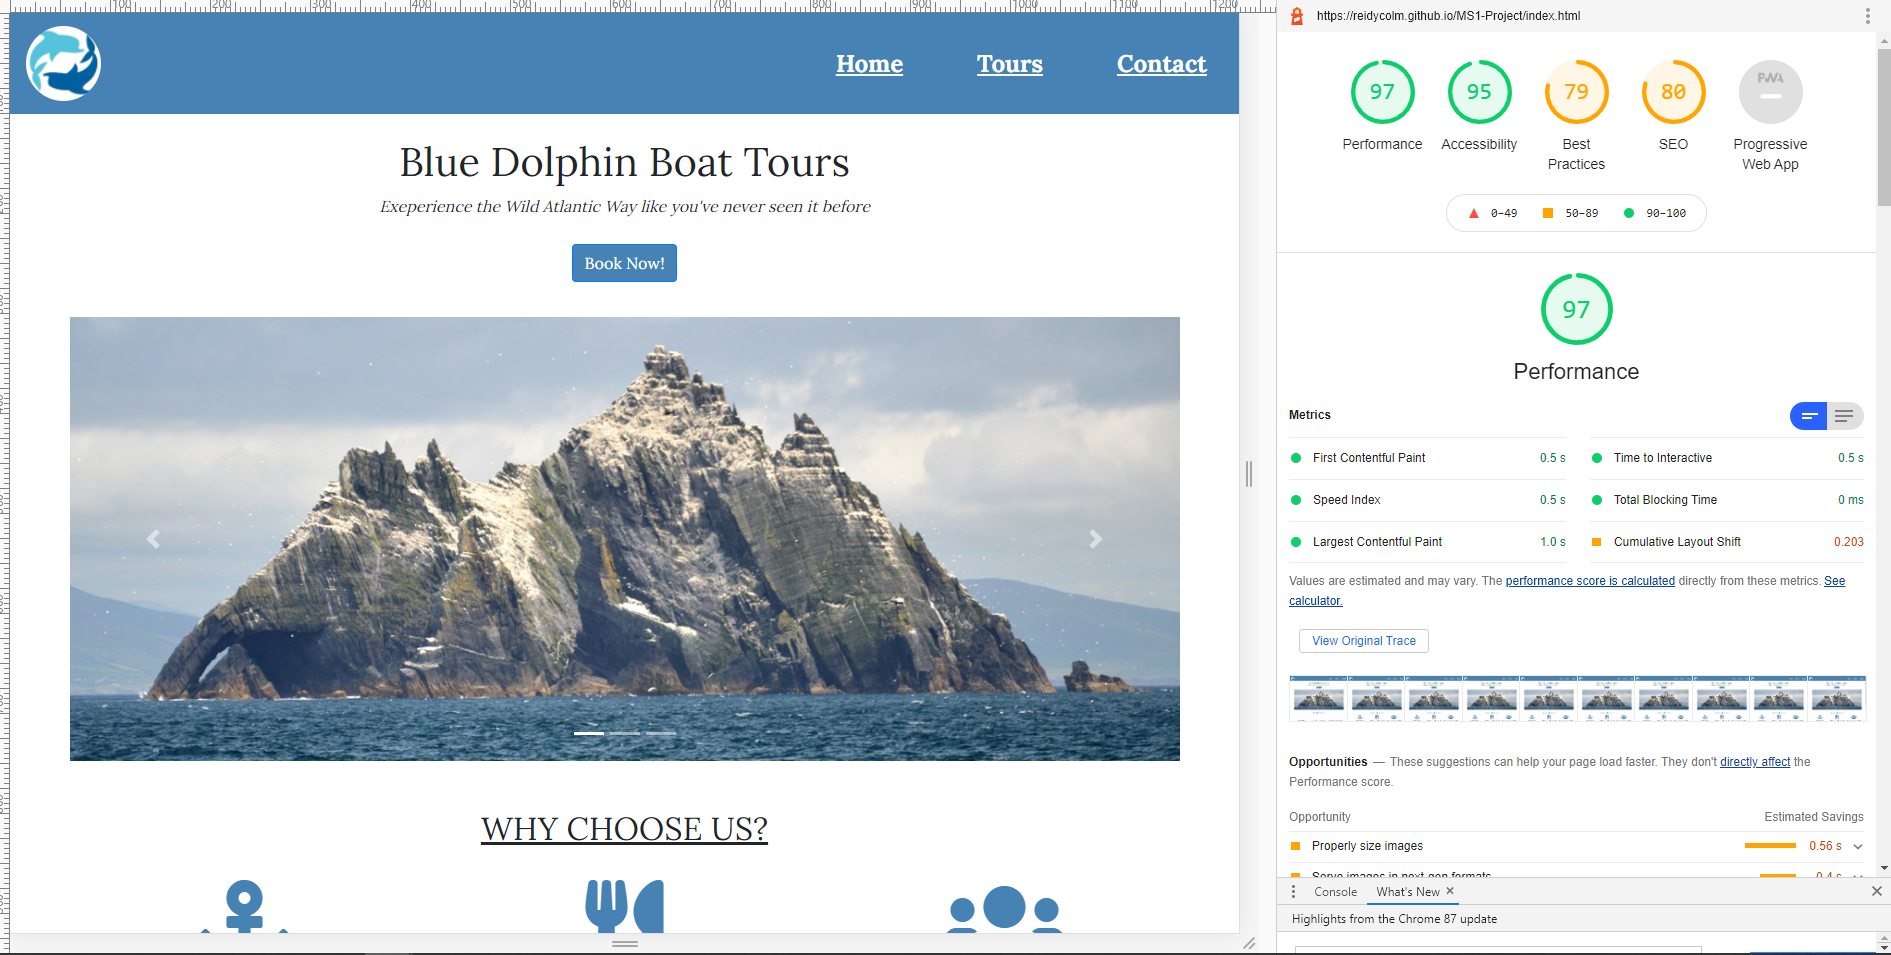 100 200 300 400 500 600 700 800 900 1000 1100 1200
Home Tours Contact
Blue Dolphin Boat Tours
Exeperience the Wild Atlantic Way like you've never seen it before
Book Now!
WHY CHOOSE US?
https://reidycolm.github.io/MS1-Project/index.html
97 95 79 80 PWA
Performance Accessibility Best Practices SEO Progressive Web App
0–49 50–89 90–100
97
Performance
Metrics
First Contentful Paint 0.5 s Time to Interactive 0.5 s
Speed Index 0.5 s Total Blocking Time 0 ms
Largest Contentful Paint 1.0 s Cumulative Layout Shift 0.203
Values are estimated and may vary. The performance score is calculated directly from these metrics. See
calculator.
View Original Trace
Opportunities — These suggestions can help your page load faster. They don't directly affect the
Performance score.
Opportunity Estimated Savings
Properly size images 0.56 s
Serve images in next-gen formats 0.4 s
Console What's New
Highlights from the Chrome 87 update